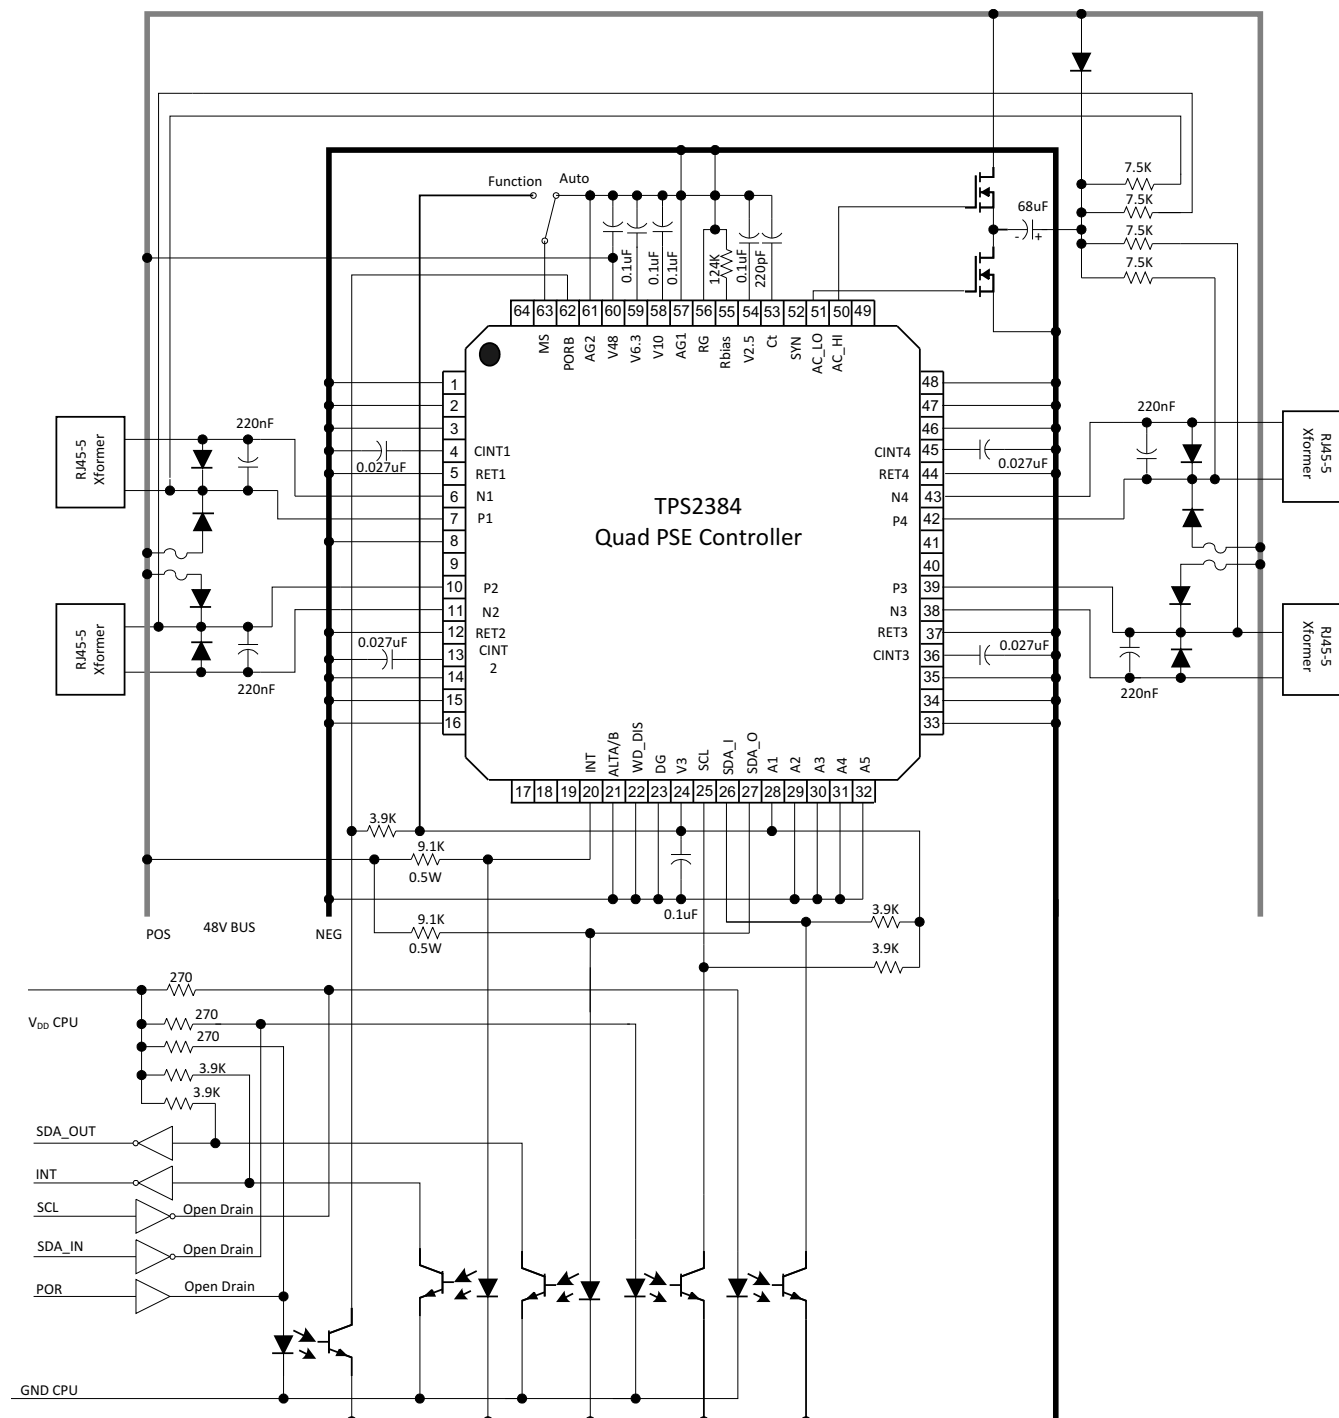 7.5K
7.5K
7.5K
7.5K
Function
Auto
68uF
- +
0.1uF
0.1uF
0.1uF
124K
0.1uF
220pF
64 63 62 61 60 59 58 57 56 55 54 53 52 51 50 49
MS
PORB
AG2
V48
V6.3
V10
AG1
RG
Rbias
V2.5
Ct
SYN
AC_LO
AC_HI
TPS2384
Quad PSE Controller
1
2
3
4 CINT1
5 RET1
6 N1
7 P1
8
9
10 P2
11 N2
12 RET2
13 CINT
2
14
15
16
48
47
46
CINT4 45
RET4 44
N4 43
P4 42
41
40
P3 39
N3 38
RET3 37
CINT3 36
35
34
33
RJ45-5
Xformer
220nF
0.027uF
RJ45-5
Xformer
220nF
0.027uF
220nF
0.027uF
RJ45-5
Xformer
0.027uF
220nF
RJ45-5
Xformer
INT
ALTA/B
WD_DIS
DG
V3
SCL
SDA_I
SDA_O
A1
A2
A3
A4
A5
17 18 19 20 21 22 23 24 25 26 27 28 29 30 31 32
3.9K
9.1K
0.5W
0.1uF
9.1K
0.5W
3.9K
3.9K
POS
48V BUS
NEG
270
VDD CPU
270
270
3.9K
3.9K
SDA_OUT
INT
SCL
Open Drain
SDA_IN
Open Drain
POR
Open Drain
GND CPU